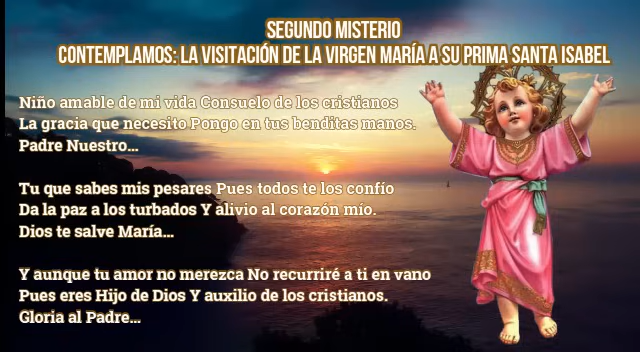 SEGUNDO MISTERIO
CONTEMPLAMOS: LA VISITACIÓN DE LA VIRGEN MARÍA A SU PRIMA SANTA ISABEL
Niño amable de mi vida Consuelo de los cristianos
La gracia que necesito Pongo en tus benditas manos.
Padre Nuestro...
Tu que sabes mis pesares Pues todos te los confío
Da la paz a los turbados Y alivio al corazón mío.
Dios te salve María...
Y aunque tu amor no merezca No recurriré a ti en vano
Pues eres Hijo de Dios Y auxilio de los cristianos.
Gloria al Padre...